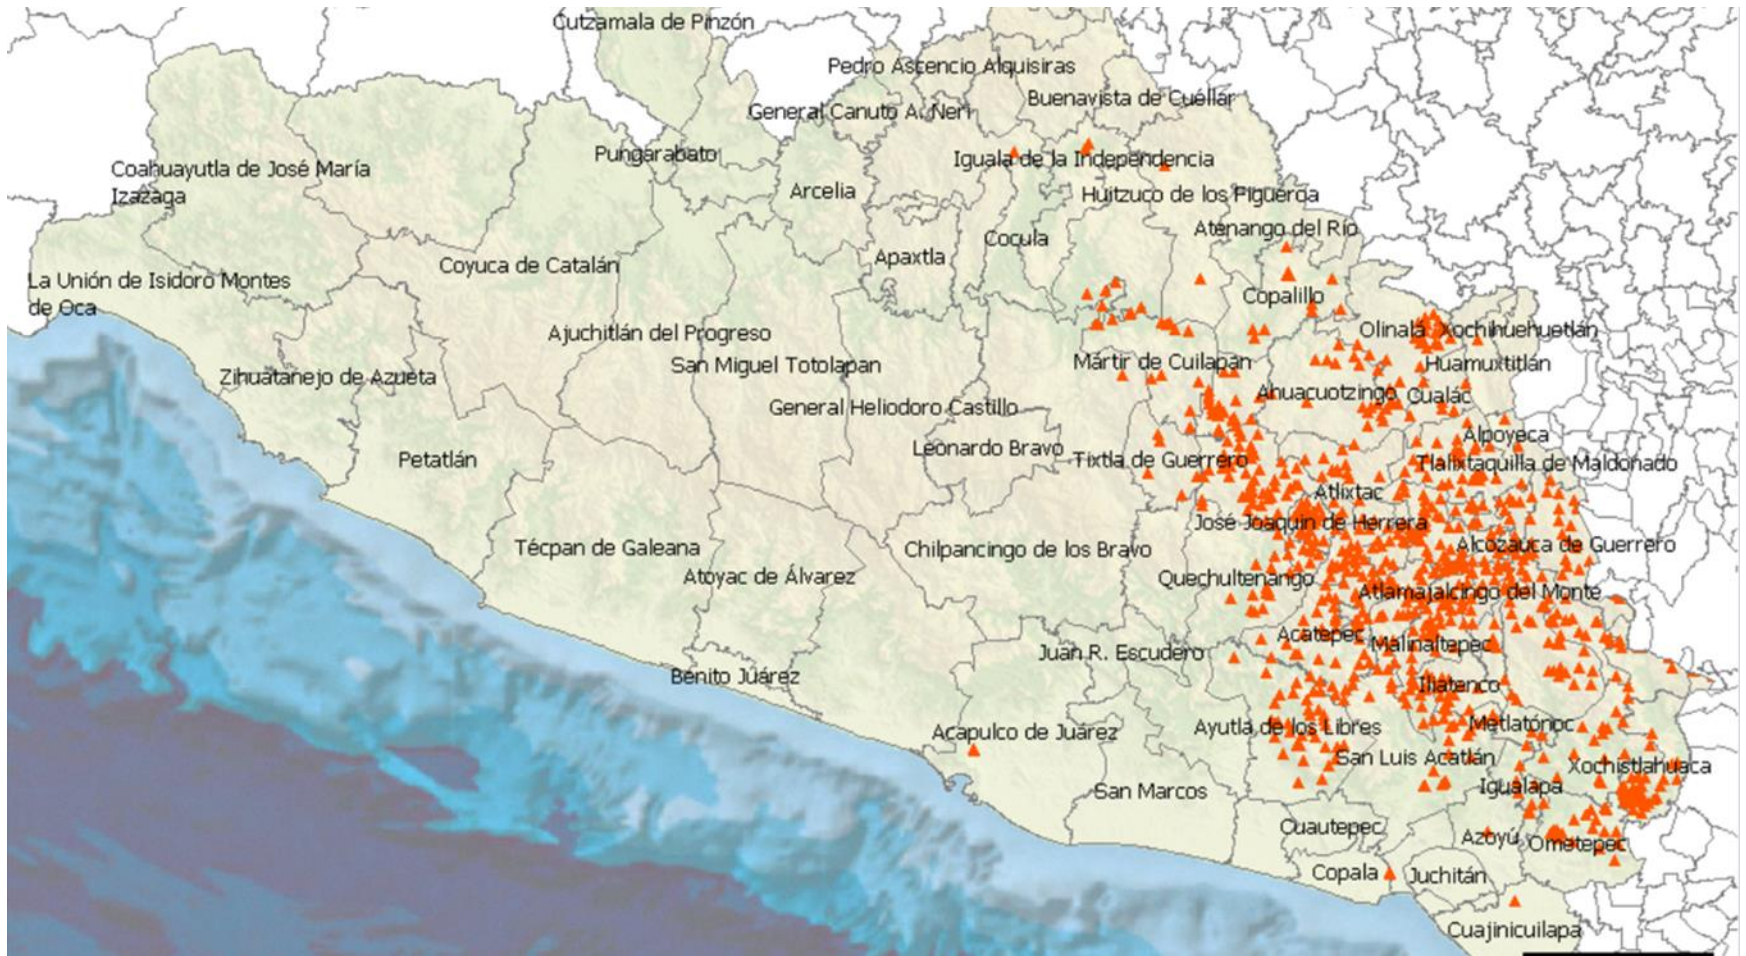 Cutzamala de Pinzón
Pedro Ascencio Alquisiras
Buenavista de Cuéllar
General Canuto A. Neri
Pungarabato
Iguala de la Independencia
Coahuayutla de José María
Izazaga
Arcelia
Huitzuco de los Figueroa
Atenango del Río
Cocula
Apaxtla
Coyuca de Catalán
La Unión de Isidoro Montes
de Oca
Copalillo
Ajuchitlán del Progreso
Olinalá
Xochihuehuetlán
San Miguel Totolapan
Mártir de Cuilapan
Huamuxtitlán
Zihuatanejo de Azueta
Ahuacuotzingo
Cualác
General Heliodoro Castillo
Alpoyeca
Leonardo Bravo
Petatlán
Tixtla de Guerrero
Tlalixtaquilla de Maldonado
Atlixtac
José Joaquin de Herrera
Técpan de Galeana
Chilpancingo de los Bravo
Alcozauca de Guerrero
Atoyac de Álvarez
Quechultenango
Atlamajalcingo del Monte
Acatepec
Malinaltepec
Juan R. Escudero
Benito Júárez
Iliatenco
Acapulco de Juárez
Ayutla de los Libres
Metlatónoc
San Luis Acatlán
Xochistlahuaca
San Marcos
Igualapa
Cuautepec
Azoyú
Ometepec
Copala
Juchitán
Cuajinicuilapa